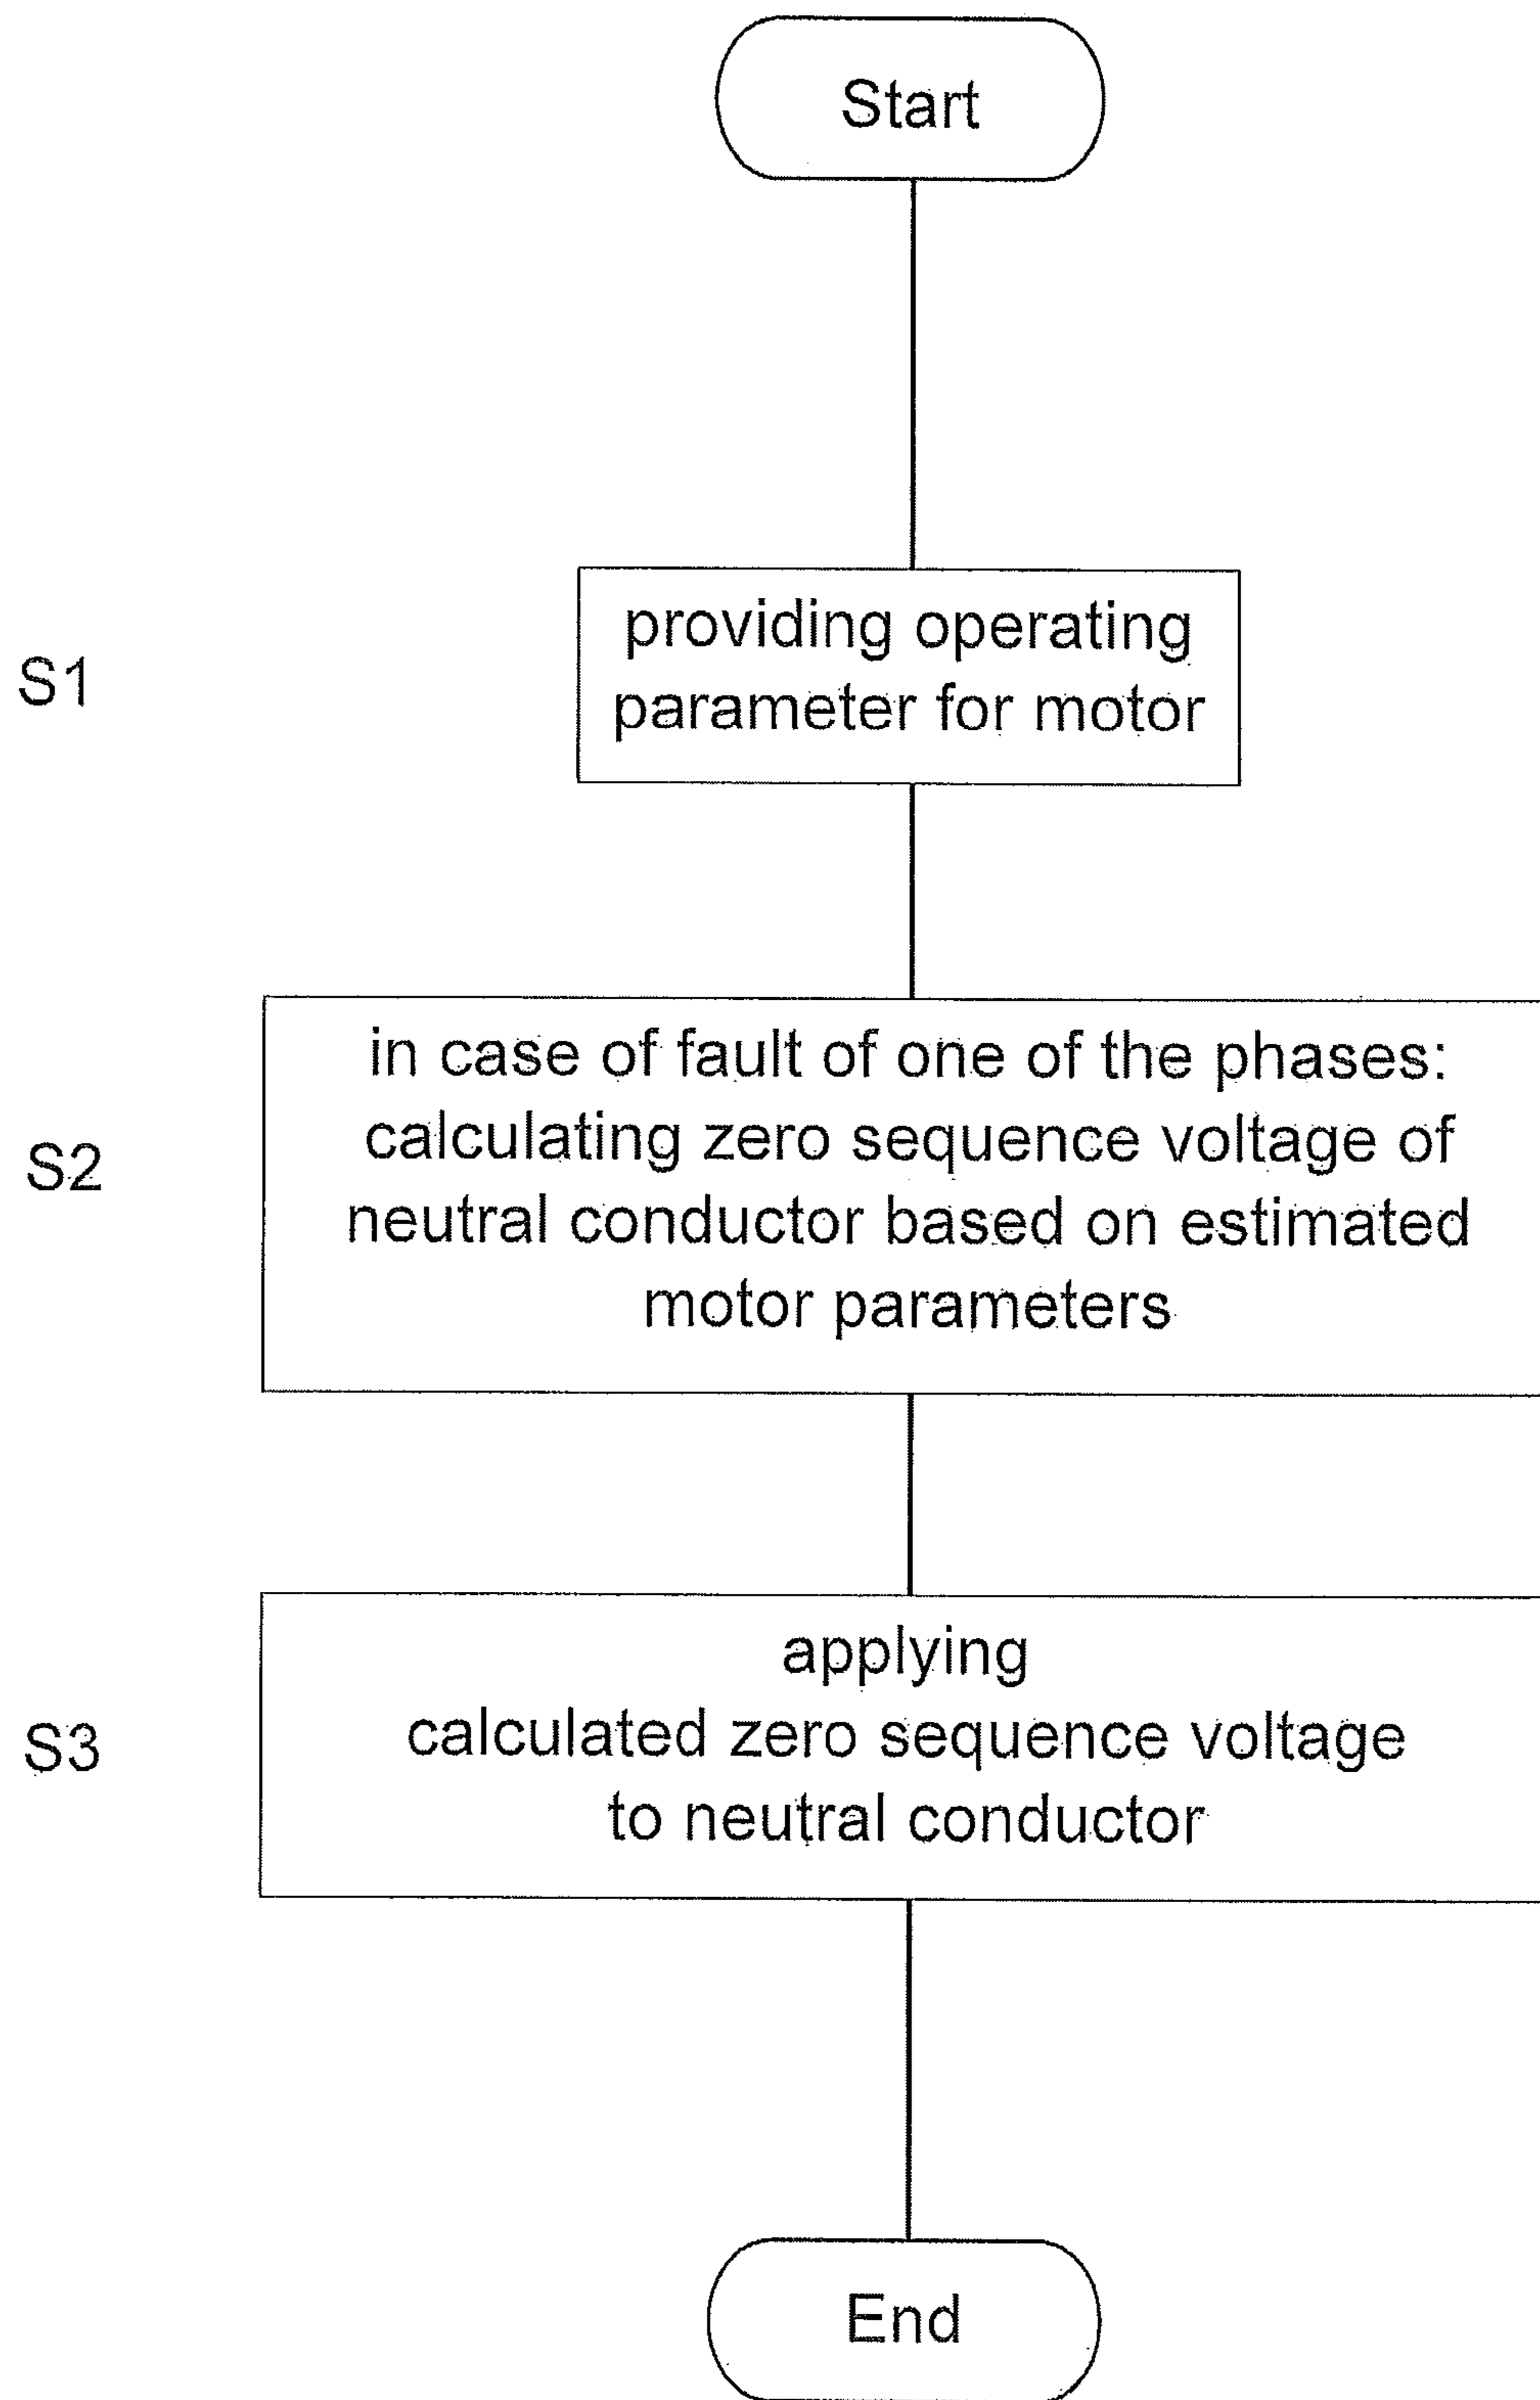 Start
S1
providing operating
parameter for motor
S2
in case of fault of one of the phases:
calculating zero sequence voltage of
neutral conductor based on estimated
motor parameters
S3
applying
calculated zero sequence voltage
to neutral conductor
End